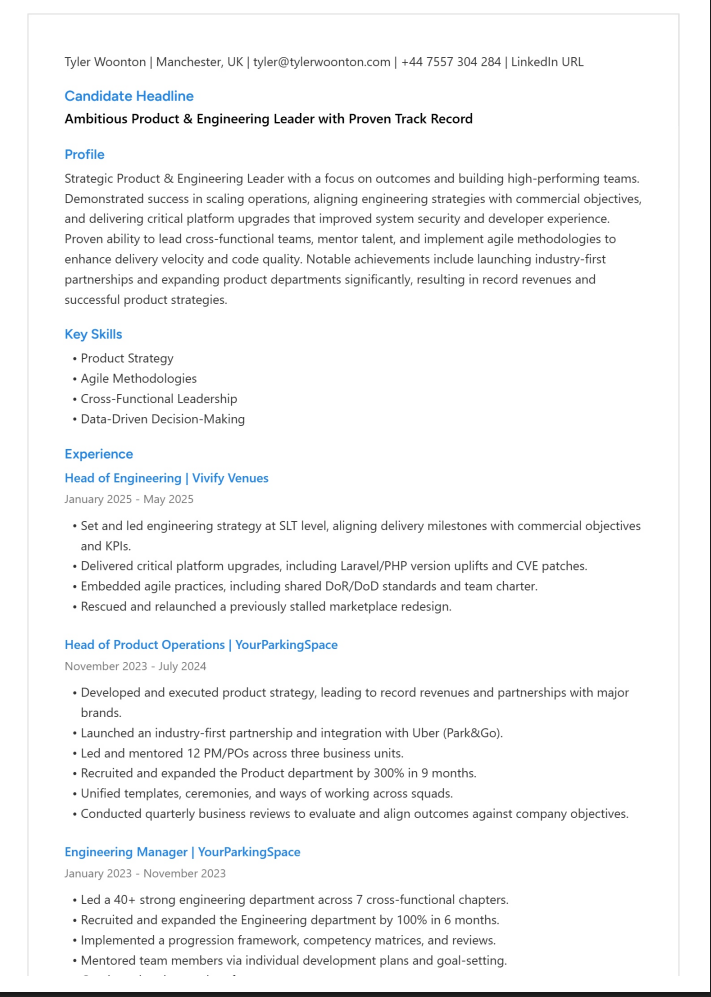 Tyler Woonton | Manchester, UK | tyler@tylerwoonton.com | +44 7557 304 284 | LinkedIn URL
Candidate Headline
Ambitious Product & Engineering Leader with Proven Track Record
Profile
Strategic Product & Engineering Leader with a focus on outcomes and building high-performing teams.
Demonstrated success in scaling operations, aligning engineering strategies with commercial objectives,
and delivering critical platform upgrades that improved system security and developer experience.
Proven ability to lead cross-functional teams, mentor talent, and implement agile methodologies to
enhance delivery velocity and code quality. Notable achievements include launching industry-first
partnerships and expanding product departments significantly, resulting in record revenues and
successful product strategies.
Key Skills
• Product Strategy
• Agile Methodologies
• Cross-Functional Leadership
• Data-Driven Decision-Making
Experience
Head of Engineering | Vivify Venues
January 2025 - May 2025
• Set and led engineering strategy at SLT level, aligning delivery milestones with commercial objectives
and KPIs.
• Delivered critical platform upgrades, including Laravel/PHP version uplifts and CVE patches.
• Embedded agile practices, including shared DoR/DoD standards and team charter.
• Rescued and relaunched a previously stalled marketplace redesign.
Head of Product Operations | YourParkingSpace
November 2023 - July 2024
• Developed and executed product strategy, leading to record revenues and partnerships with major
brands.
• Launched an industry-first partnership and integration with Uber (Park&Go).
• Led and mentored 12 PM/POs across three business units.
• Recruited and expanded the Product department by 300% in 9 months.
• Unified templates, ceremonies, and ways of working across squads.
• Conducted quarterly business reviews to evaluate and align outcomes against company objectives.
Engineering Manager | YourParkingSpace
January 2023 - November 2023
• Led a 40+ strong engineering department across 7 cross-functional chapters.
• Recruited and expanded the Engineering department by 100% in 6 months.
• Implemented a progression framework, competency matrices, and reviews.
• Mentored team members via individual development plans and goal-setting.